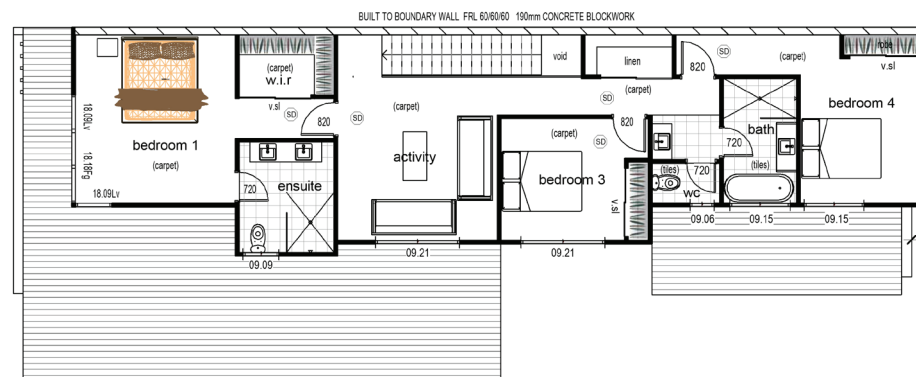 BUILT TO BOUNDARY WALL FRL 60/60/60 190mm CONCRETE BLOCKWORK
(carpet)
w.i.r
v.sl
SD
820
SD
void
linen
(carpet)
SD
820
SD
(carpet)
robe
v.sl
18.09Lv
18.18Fg
18.09Lv
bedroom 1
(carpet)
ensuite
720
09.09
(carpet)
activity
09.21
820
(carpet)
SD
bedroom 3
v.sl
09.21
bath
720
(tiles)
(tiles)
720
wc
09.06
09.15
bedroom 4
09.15